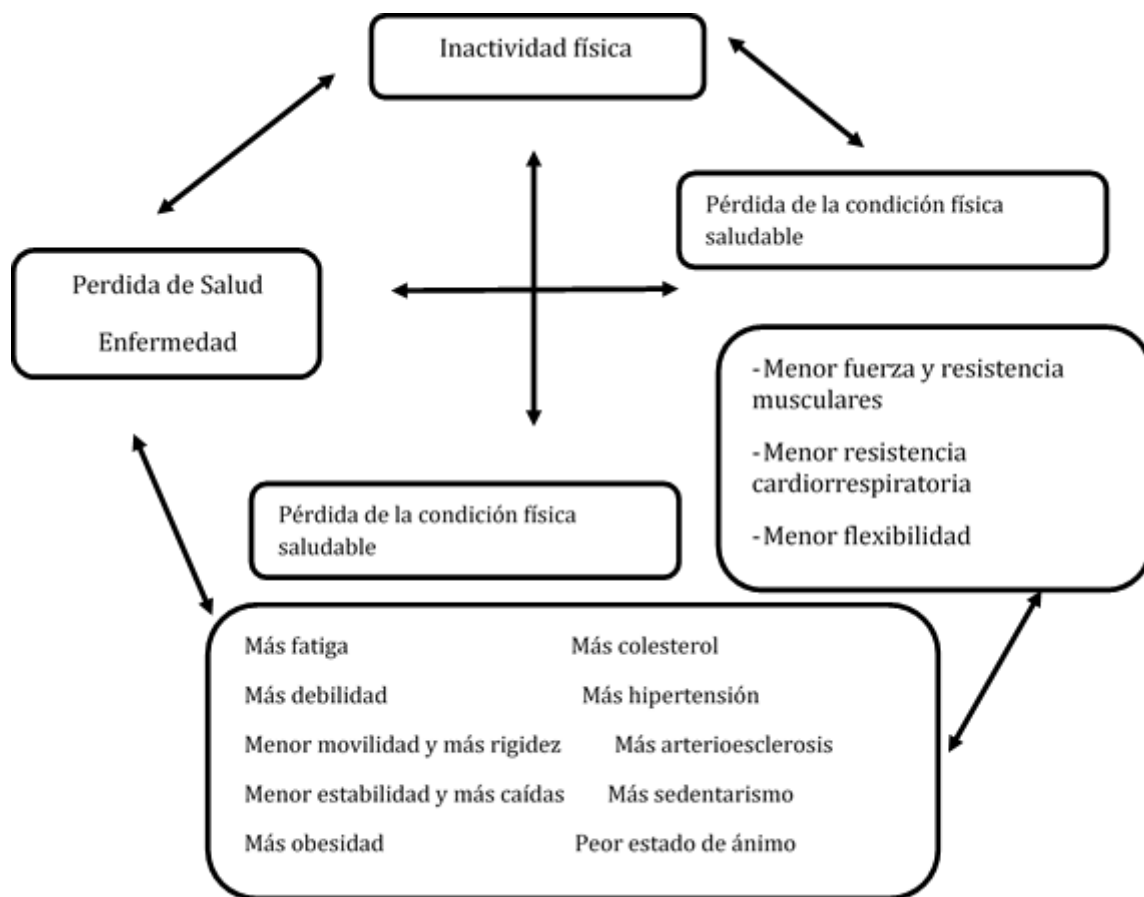 Inactividad física
Pérdida de la condición física
saludable
Perdida de Salud
Enfermedad
-Menor fuerza y resistencia
musculares
-Menor resistencia
cardiorrespiratoria
-Menor flexibilidad
Pérdida de la condición física
saludable
Más fatiga Más colesterol
Más debilidad Más hipertensión
Menor movilidad y más rigidez Más arterioesclerosis
Menor estabilidad y más caídas Más sedentarismo
Más obesidad Peor estado de ánimo